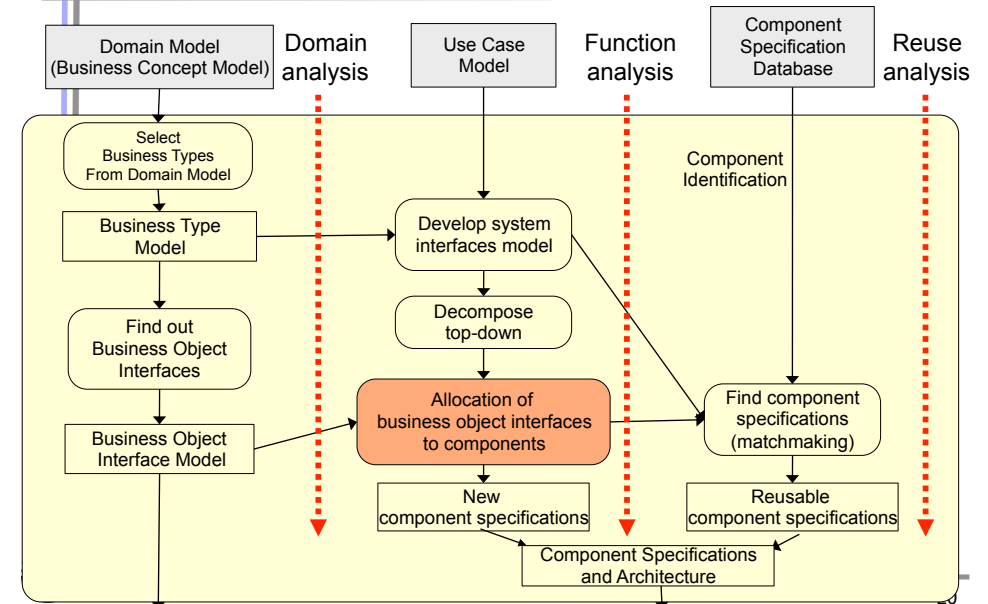 Domain Model
(Business Concept Model)
Domain
analysis
Use Case
Model
Function
analysis
Component
Specification
Database
Reuse
analysis
Select
Business Types
From Domain Model
Component
Identification
Business Type
Model
Develop system
interfaces model
Find out
Business Object
Interfaces
Decompose
top-down
Allocation of
business object interfaces
to components
Find component
specifications
(matchmaking)
Business Object
Interface Model
New
component specifications
Reusable
component specifications
Component Specifications
and Architecture